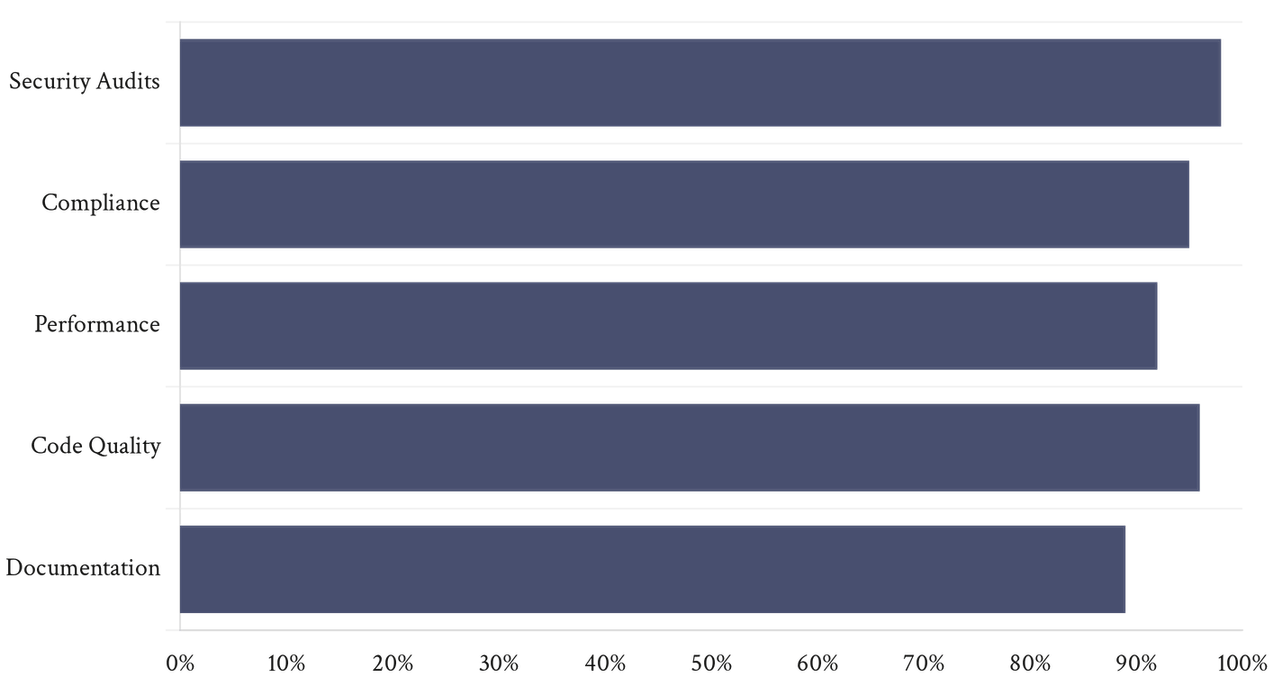 Security Audits
Compliance
Performance
Code Quality
Documentation
0% 10% 20% 30% 40% 50% 60% 70% 80% 90% 100%